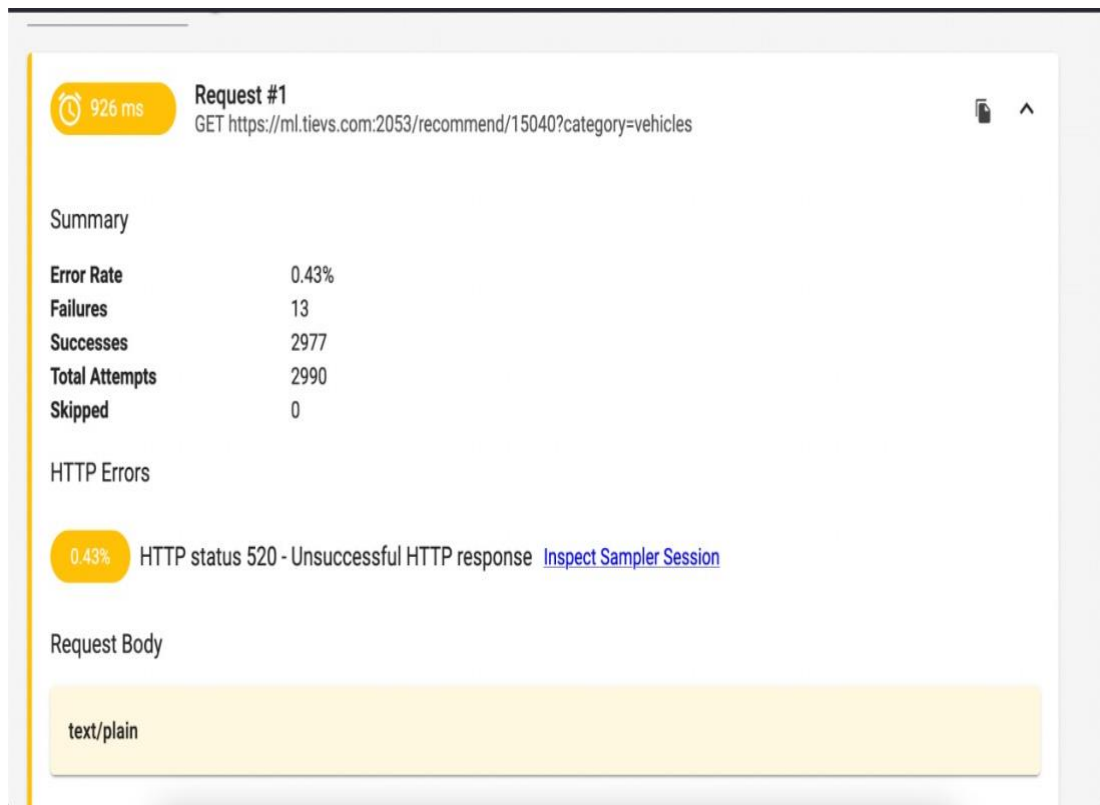 926 ms
Request #1
GET https://ml.tievs.com:2053/recommend/15040?category=vehicles
Summary
Error Rate 0.43%
Failures 13
Successes 2977
Total Attempts 2990
Skipped 0
HTTP Errors
0.43% HTTP status 520 - Unsuccessful HTTP response Inspect Sampler Session
Request Body
text/plain